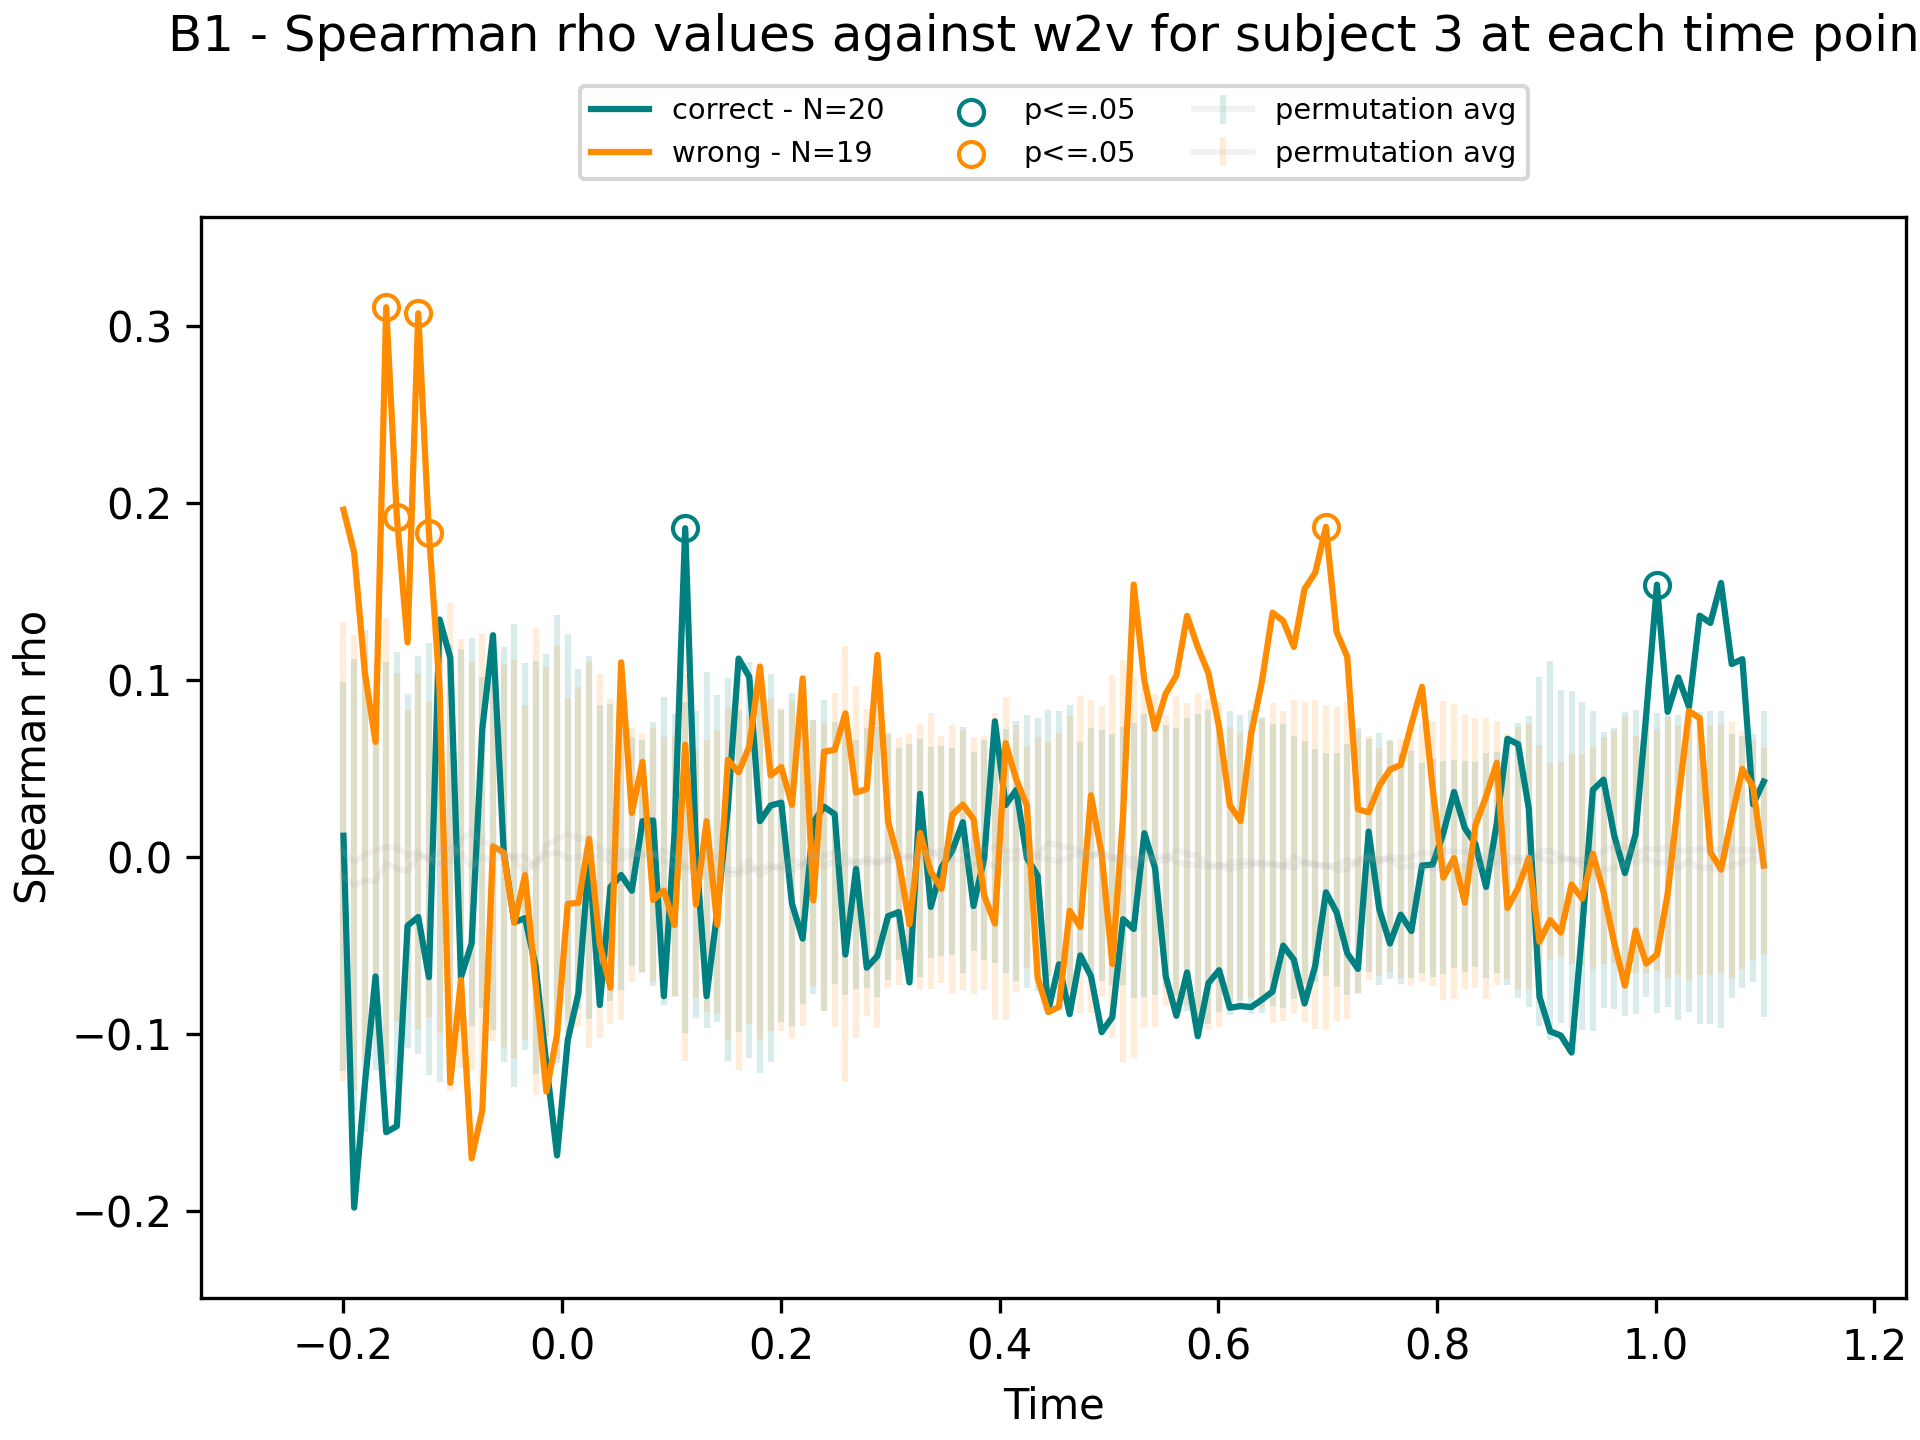 B1 - Spearman rho values against w2v for subject 3 at each time poin
correct - N=20
wrong - N=19
p<=.05
p<=.05
permutation avg
permutation avg
Spearman rho
0.3
0.2
0.1
0.0
−0.1
−0.2
−0.2 0.0 0.2 0.4 0.6 0.8 1.0 1.2
Time